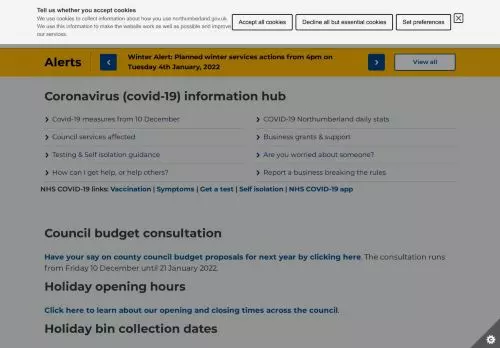 Tell us whether you accept cookies
We use cookies to collect information about how you use northumberland.gov.uk.
We use this information to make the website work as well as possible and improve
our services.
Accept all cookies
Decline all but essential cookies
Set preferences
Alerts
Winter Alert: Planned winter services actions from 4pm on
Tuesday 4th January, 2022
View all
Coronavirus (covid-19) information hub
Covid-19 measures from 10 December
COVID-19 Northumberland daily stats
Council services affected
Business grants & support
Testing & Self isolation guidance
Are you worried about someone?
How can I get help, or help others?
Report a business breaking the rules
NHS COVID-19 links: Vaccination | Symptoms | Get a test | Self isolation | NHS COVID-19 app
Council budget consultation
Have your say on county council budget proposals for next year by clicking here. The consultation runs
from Friday 10 December until 21 January 2022.
Holiday opening hours
Click here to learn about our opening and closing times across the council.
Holiday bin collection dates